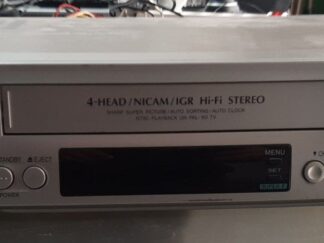 4-HEAD/NICAM/IGR Hi-Fi STEREO
SHARP SUPER PICTURE/AUTO SORTING/AUTO CLOCK
NTSC PLAYBACK ON PAL 60 TV
STANDBY
EJECT
MENU
SET
POWER